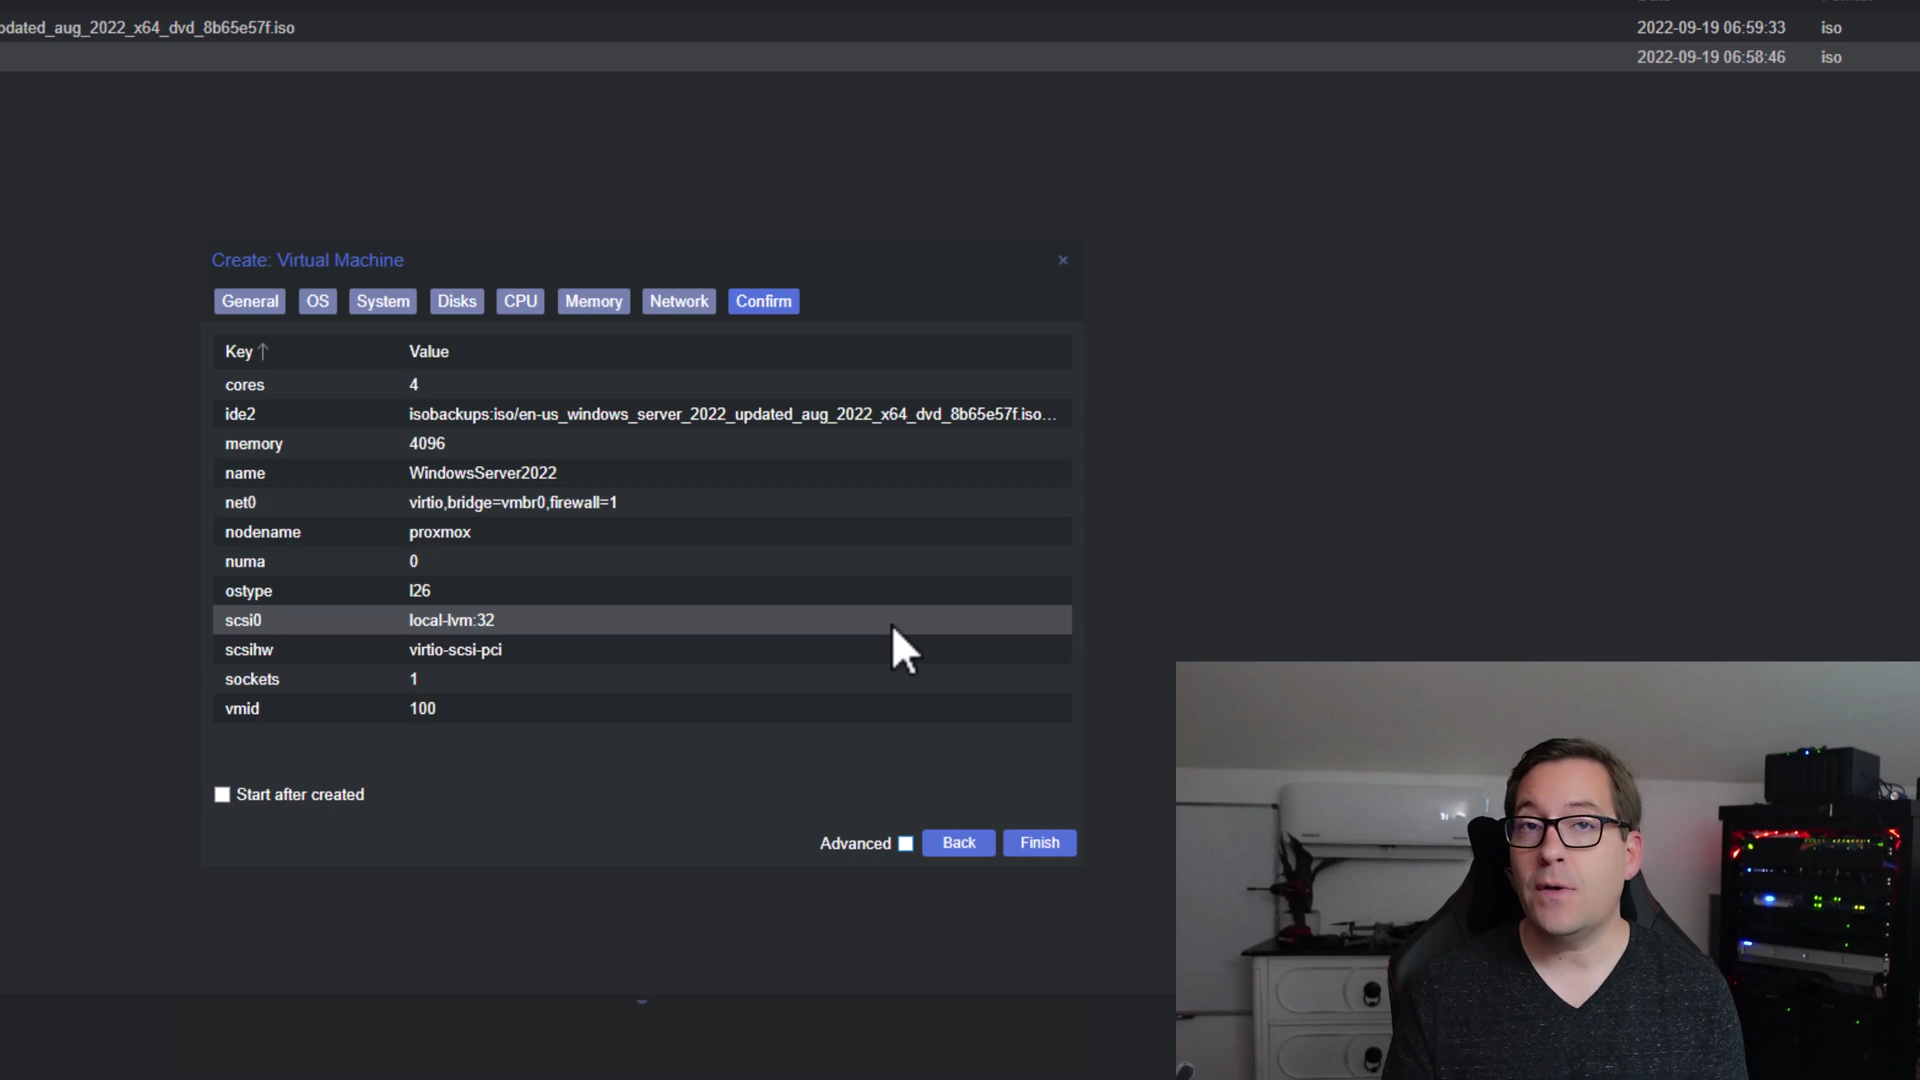 pdated_aug_2022_x64_dvd_8b65e57f.iso 2022-09-19 06:59:33 iso
2022-09-19 06:58:46 iso
Create: Virtual Machine
General OS System Disks CPU Memory Network Confirm
Key Value
cores 4
ide2 isobackups:iso/en-us_windows_server_2022_updated_aug_2022_x64_dvd_8b65e57f.iso...
memory 4096
name WindowsServer2022
net0 virtio,bridge=vmbr0,firewall=1
nodename proxmox
numa 0
ostype l26
scsi0 local-lvm:32
scsihw virtio-scsi-pci
sockets 1
vmid 100
Start after created
Advanced Back Finish